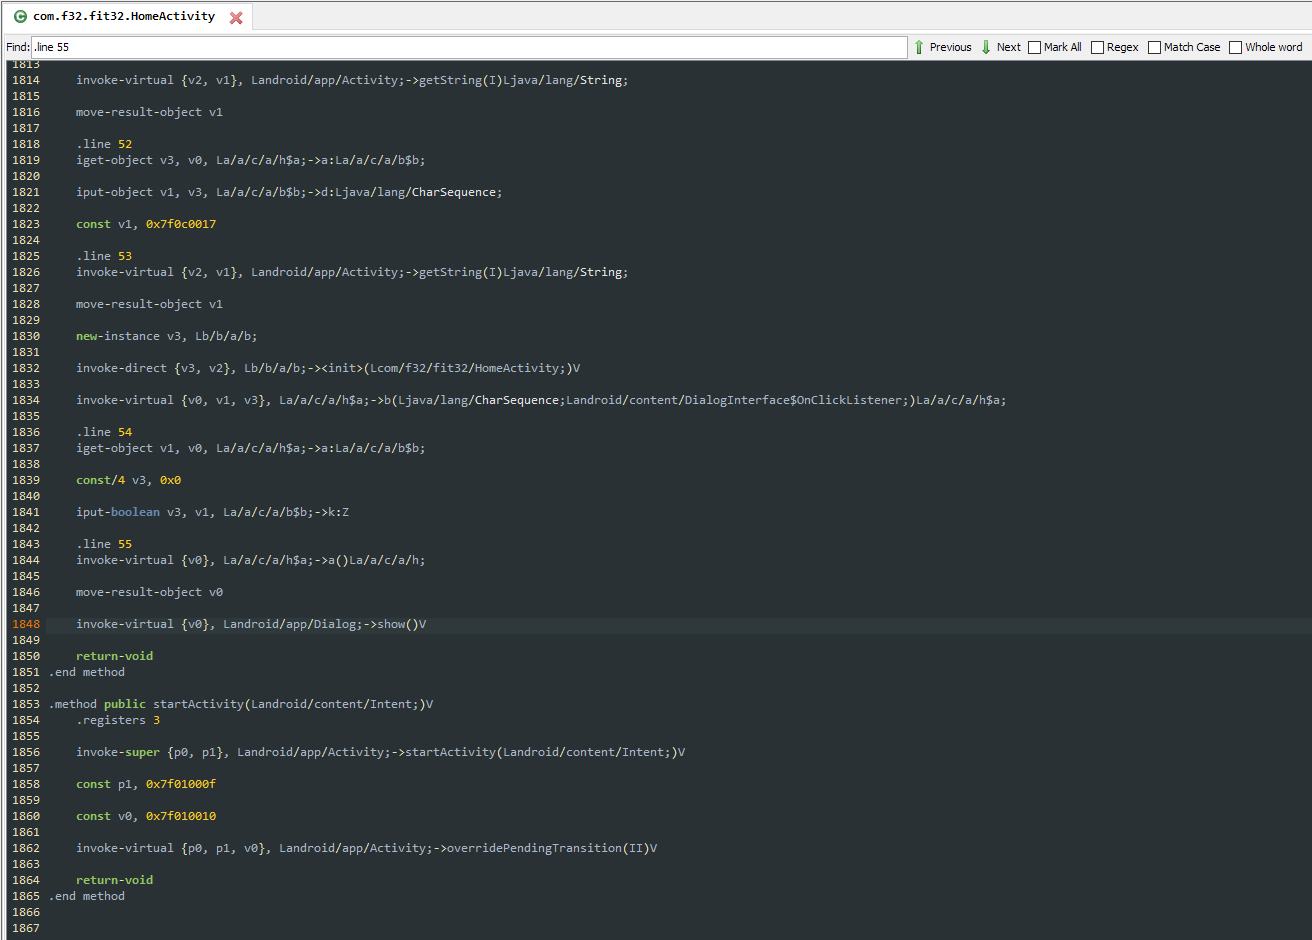 com.f32.fit32.HomeActivity
Find: .line 55 Previous Next Mark All Regex Match Case Whole word
1813
1814 invoke-virtual {v2, v1}, Landroid/app/Activity;->getString(I)Ljava/lang/String;
1815
1816 move-result-object v1
1817
1818 .line 52
1819 iget-object v3, v0, La/a/c/a/h$a;->a:La/a/c/a/b$b;
1820
1821 iput-object v1, v3, La/a/c/a/b$b;->d:Ljava/lang/CharSequence;
1822
1823 const v1, 0x7f0c0017
1824
1825 .line 53
1826 invoke-virtual {v2, v1}, Landroid/app/Activity;->getString(I)Ljava/lang/String;
1827
1828 move-result-object v1
1829
1830 new-instance v3, Lb/b/a/b;
1831
1832 invoke-direct {v3, v2}, Lb/b/a/b;-><init>(Lcom/f32/fit32/HomeActivity;)V
1833
1834 invoke-virtual {v0, v1, v3}, La/a/c/a/h$a;->b(Ljava/lang/CharSequence;Landroid/content/DialogInterface$OnClickListener;)La/a/c/a/h$a;
1835
1836 .line 54
1837 iget-object v1, v0, La/a/c/a/h$a;->a:La/a/c/a/b$b;
1838
1839 const/4 v3, 0x0
1840
1841 iput-boolean v3, v1, La/a/c/a/b$b;->k:Z
1842
1843 .line 55
1844 invoke-virtual {v0}, La/a/c/a/h$a;->a()La/a/c/a/h;
1845
1846 move-result-object v0
1847
1848 invoke-virtual {v0}, Landroid/app/Dialog;->show()V
1849
1850 return-void
1851 .end method
1852
1853 .method public startActivity(Landroid/content/Intent;)V
1854 .registers 3
1855
1856 invoke-super {p0, p1}, Landroid/app/Activity;->startActivity(Landroid/content/Intent;)V
1857
1858 const p1, 0x7f01000f
1859
1860 const v0, 0x7f010010
1861
1862 invoke-virtual {p0, p1, v0}, Landroid/app/Activity;->overridePendingTransition(II)V
1863
1864 return-void
1865 .end method
1866
1867